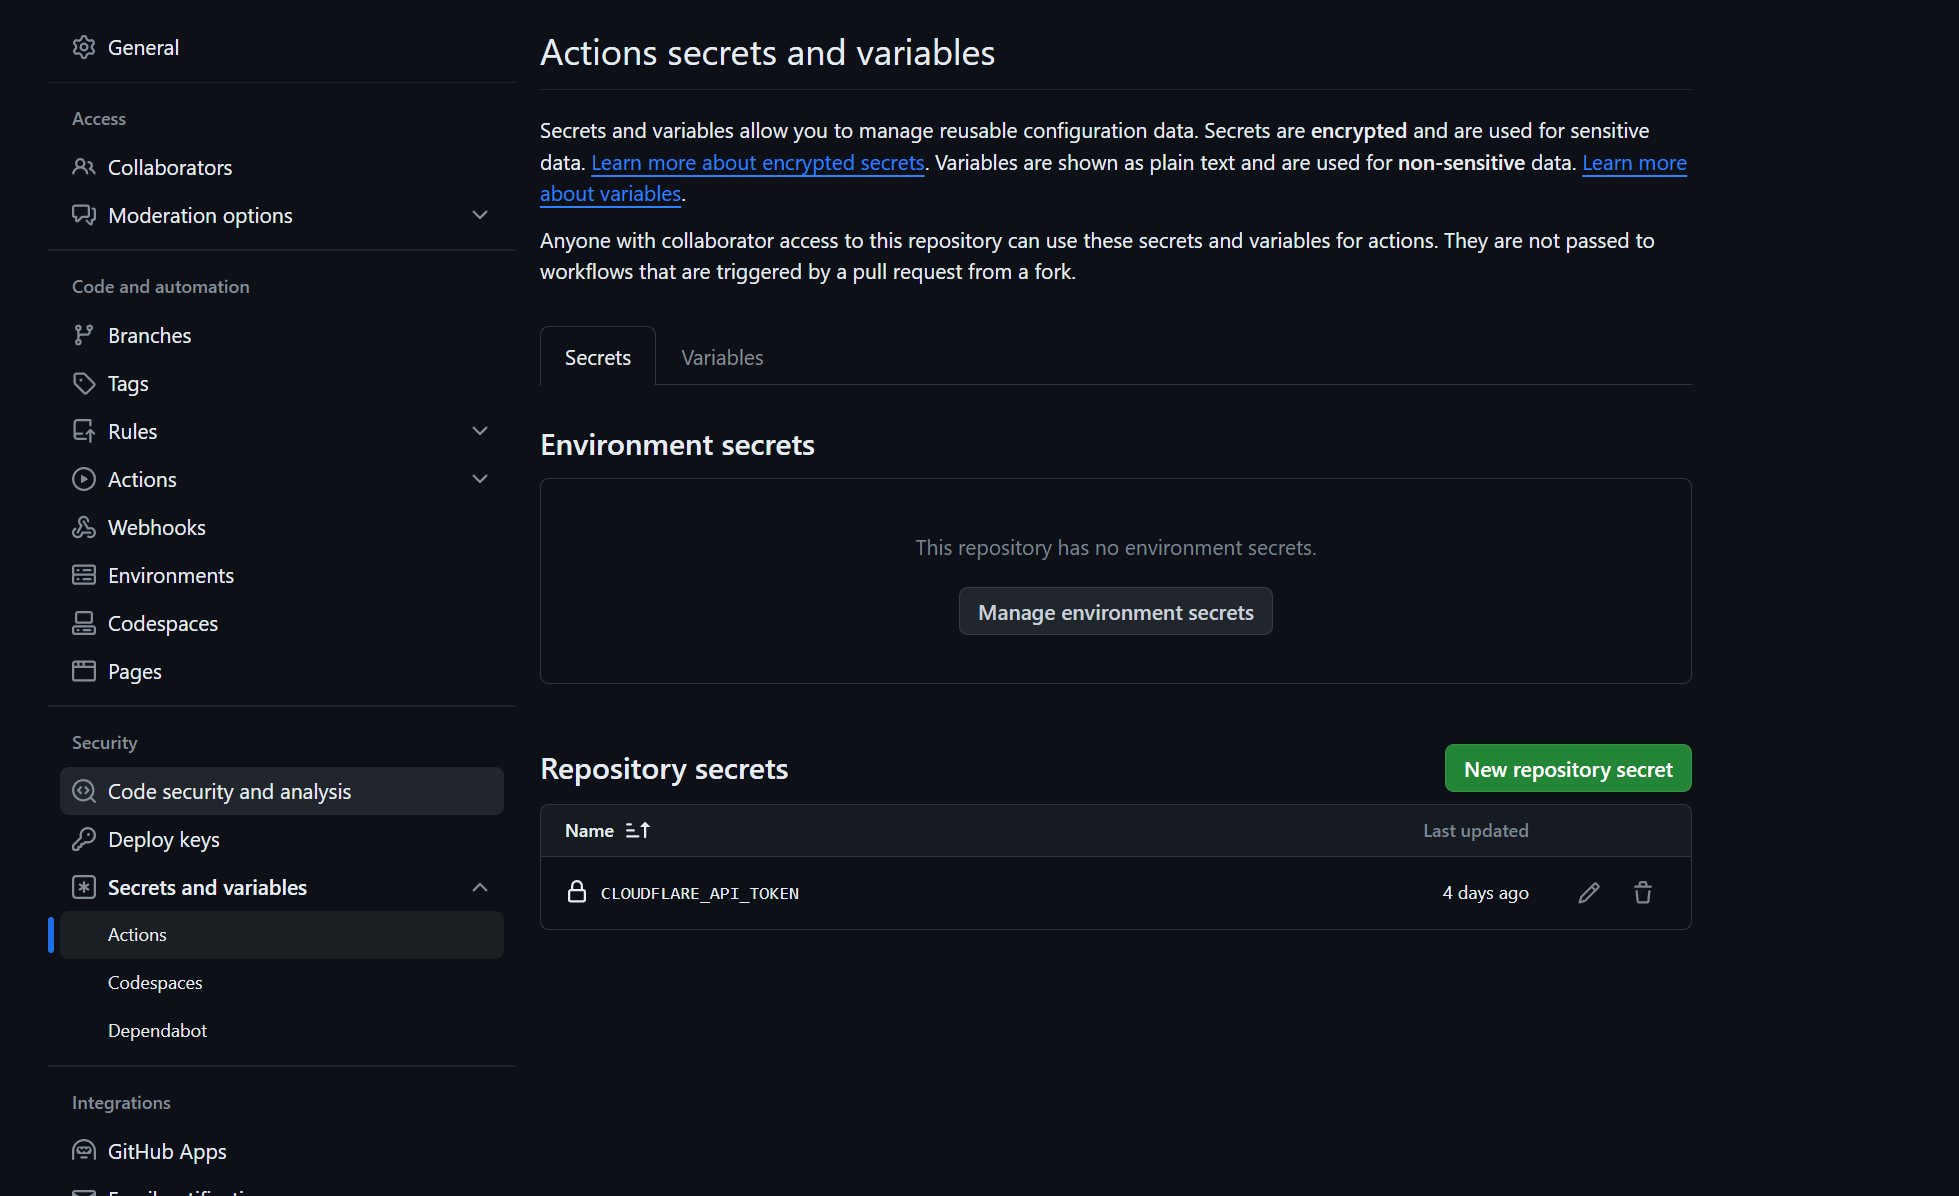 General
Access
Collaborators
Moderation options
Code and automation
Branches
Tags
Rules
Actions
Webhooks
Environments
Codespaces
Pages
Security
Code security and analysis
Deploy keys
Secrets and variables
Actions
Codespaces
Dependabot
Integrations
GitHub Apps
Actions secrets and variables
Secrets and variables allow you to manage reusable configuration data. Secrets are encrypted and are used for sensitive
data. Learn more about encrypted secrets. Variables are shown as plain text and are used for non-sensitive data. Learn more
about variables.
Anyone with collaborator access to this repository can use these secrets and variables for actions. They are not passed to
workflows that are triggered by a pull request from a fork.
Secrets Variables
Environment secrets
This repository has no environment secrets.
Manage environment secrets
Repository secrets New repository secret
Name Last updated
CLOUDFLARE_API_TOKEN 4 days ago